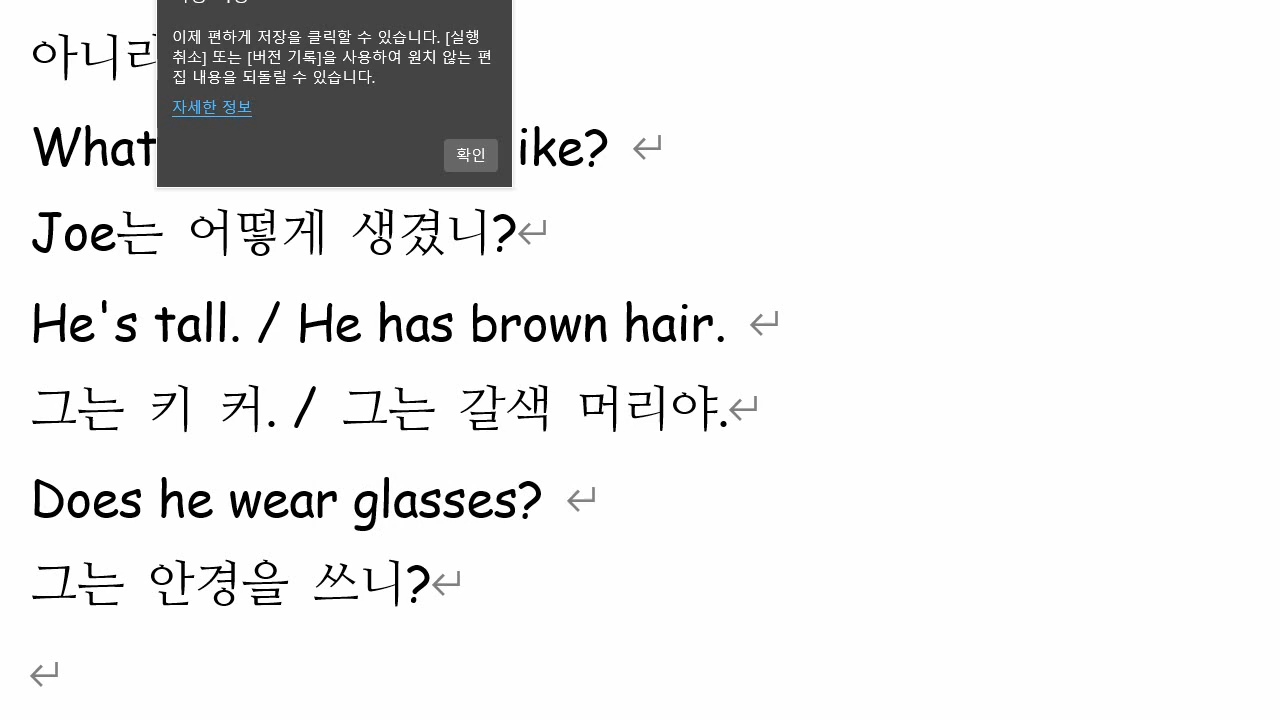 아니
이제 편하게 저장을 클릭할 수 있습니다. [실행
취소] 또는 [버전 기록]을 사용하여 원치 않는 편
집 내용을 되돌릴 수 있습니다.
자세한 정보
확인
What ike? ↵
Joe는 어떻게 생겼니?↵
He's tall. / He has brown hair. ↵
그는 키 커. / 그는 갈색 머리야.↵
Does he wear glasses? ↵
그는 안경을 쓰니?↵
↵